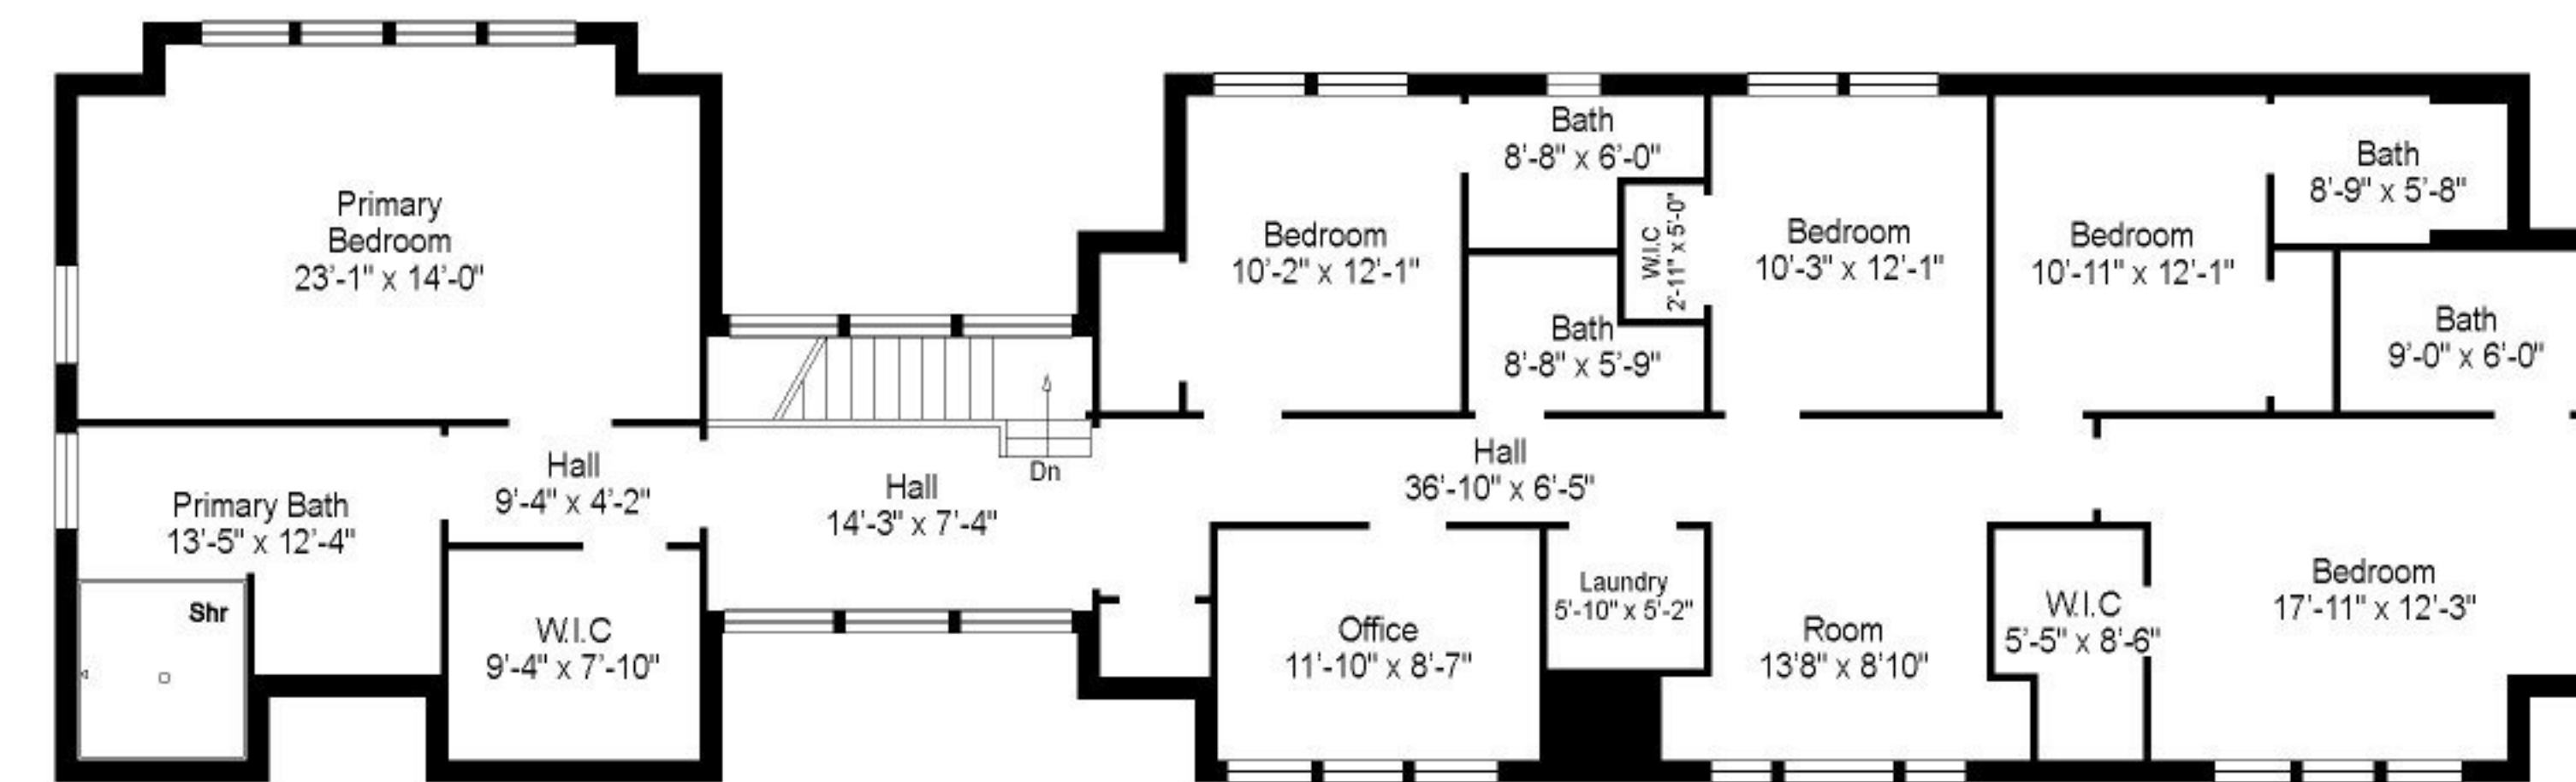 Primary
Bedroom
23'-1" x 14'-0"
Primary Bath
13'-5" x 12'-4"
Shr
Hall
9'-4" x 4'-2"
W.I.C
9'-4" x 7'-10"
Hall
14'-3" x 7'-4"
Dn
Bedroom
10'-2" x 12'-1"
Bath
8'-8" x 6'-0"
W.I.C
2'-11" x 5'-0"
Bath
8'-8" x 5'-9"
Bedroom
10'-3" x 12'-1"
Bedroom
10'-11" x 12'-1"
Bath
8'-9" x 5'-8"
Bath
9'-0" x 6'-0"
Hall
36'-10" x 6'-5"
Office
11'-10" x 8'-7"
Laundry
5'-10" x 5'-2"
Room
13'8" x 8'10"
W.I.C
5'-5" x 8'-6"
Bedroom
17'-11" x 12'-3"